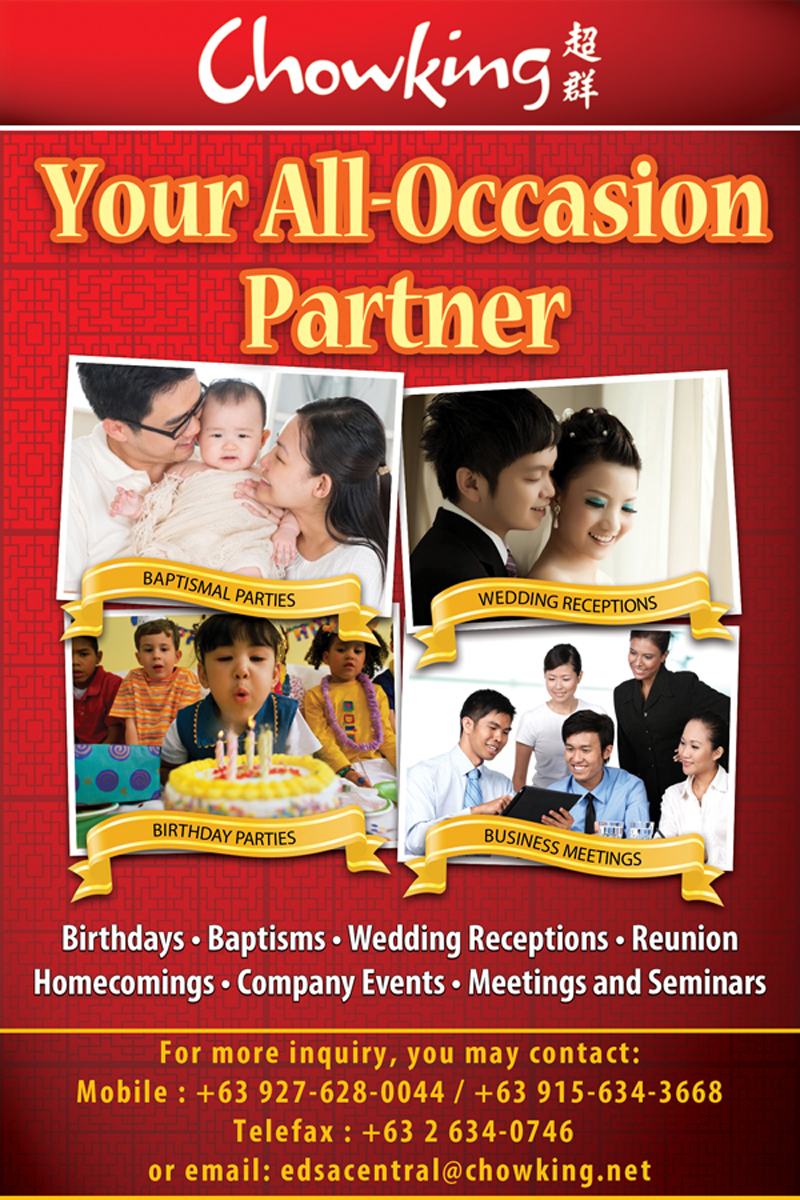 Chowking 超群
Your All-Occasion
Partner
BAPTISMAL PARTIES
WEDDING RECEPTIONS
BIRTHDAY PARTIES
BUSINESS MEETINGS
Birthdays • Baptisms • Wedding Receptions • Reunion
Homecomings • Company Events • Meetings and Seminars
For more inquiry, you may contact:
Mobile : +63 927-628-0044 / +63 915-634-3668
Telefax : +63 2 634-0746
or email: edsacentral@chowking.net